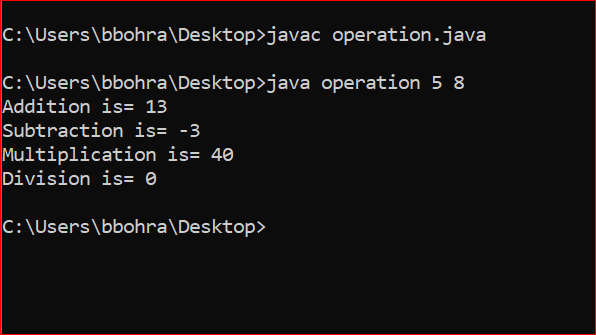 C:\Users\bbohra\Desktop>javac operation.java
C:\Users\bbohra\Desktop>java operation 5 8
Addition is= 13
Subtraction is= -3
Multiplication is= 40
Division is= 0
C:\Users\bbohra\Desktop>